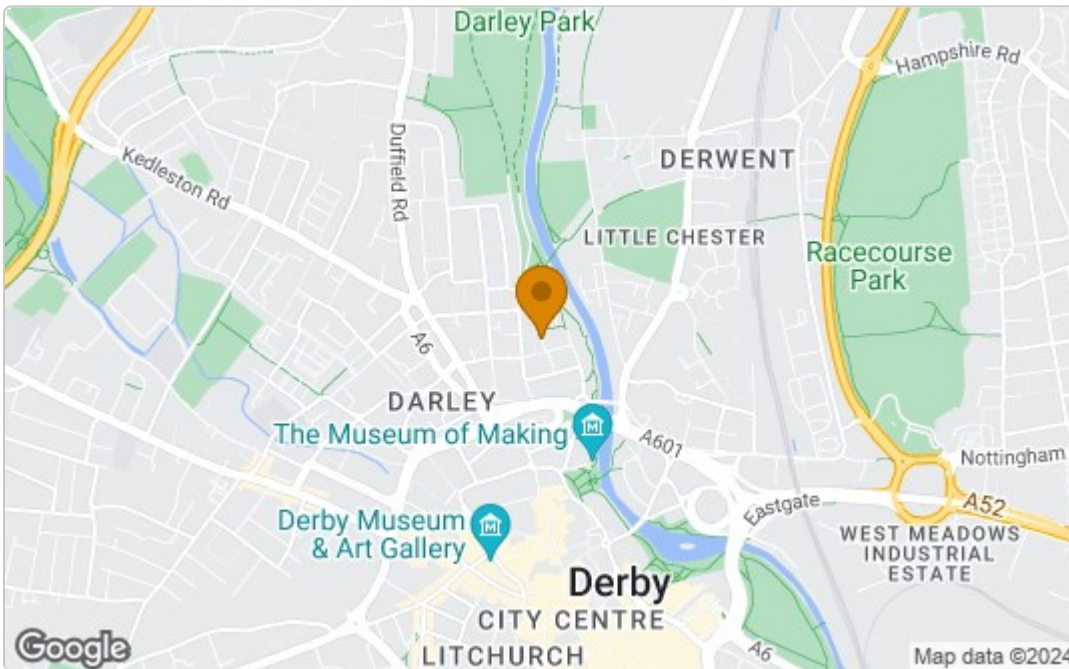 Darley Park
Hampshire Rd
Kedleston Rd
Duffield Rd
DERWENT
LITTLE CHESTER
Racecourse
Park
A6
DARLEY
The Museum of Making
A601
Nottingham
Eastgate
A52
Derby Museum
& Art Gallery
WEST MEADOWS
INDUSTRIAL
ESTATE
Derby
CITY CENTRE
LITCHURCH
A6
Google
Map data ©2024